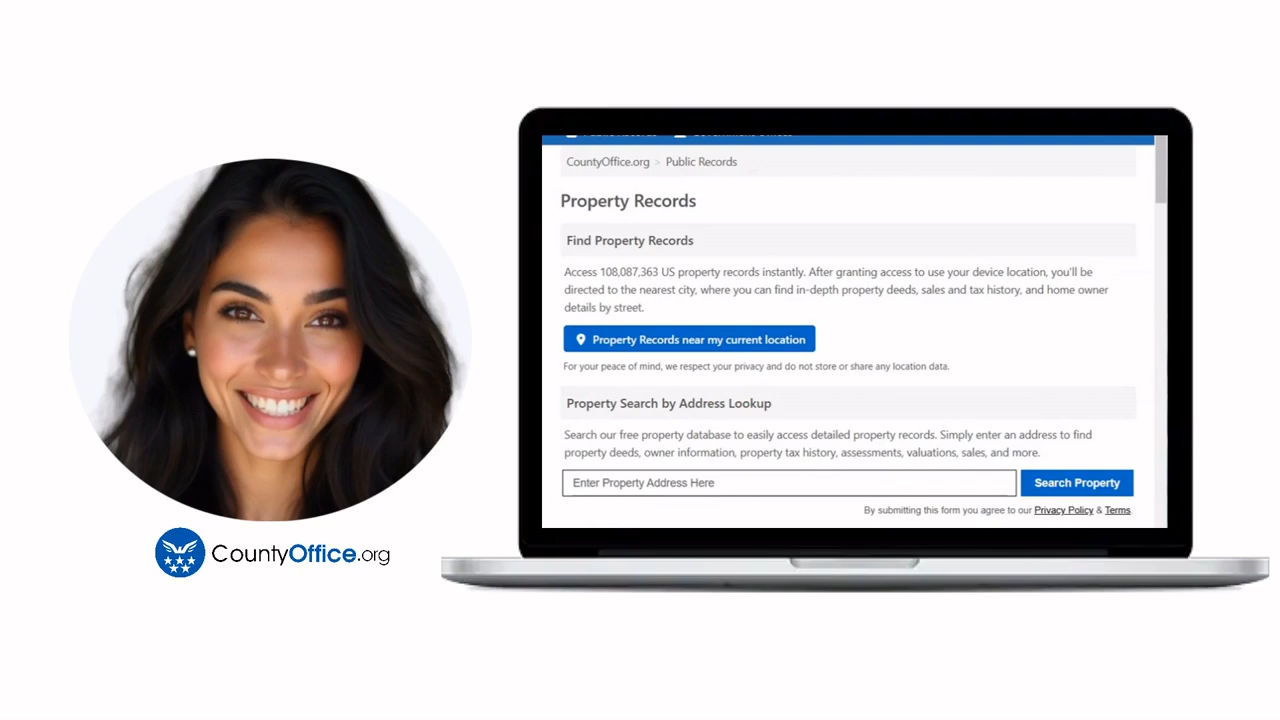 Public Records Government Offices
CountyOffice.org > Public Records
Property Records
Find Property Records
Access 108,087,363 US property records instantly. After granting access to use your device location, you'll be
directed to the nearest city, where you can find in-depth property deeds, sales and tax history, and home owner
details by street.
Property Records near my current location
For your peace of mind, we respect your privacy and do not store or share any location data.
Property Search by Address Lookup
Search our free property database to easily access detailed property records. Simply enter an address to find
property deeds, owner information, property tax history, assessments, valuations, sales, and more.
Enter Property Address Here
Search Property
By submitting this form you agree to our Privacy Policy & Terms.
CountyOffice.org